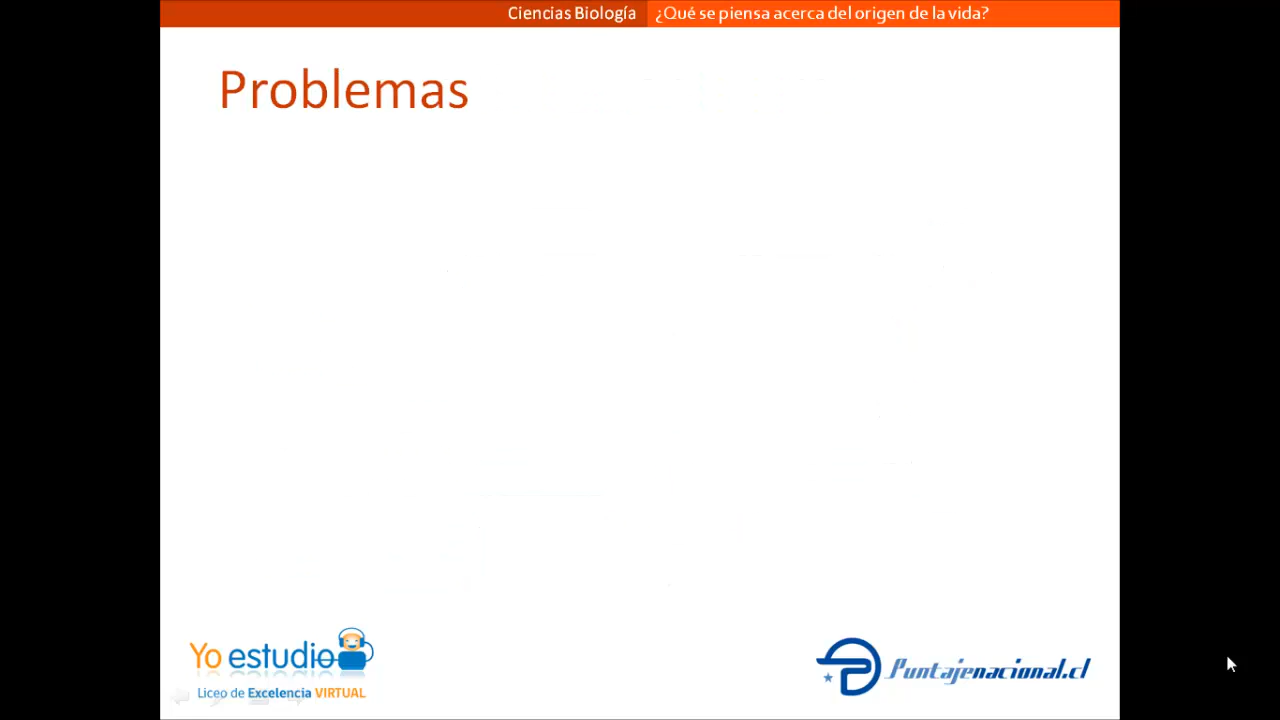 Ciencias Biología ¿Qué se piensa acerca del origen de la vida?
Problemas
Yo estudio
Liceo de Excelencia VIRTUAL
Puntajenacional.cl